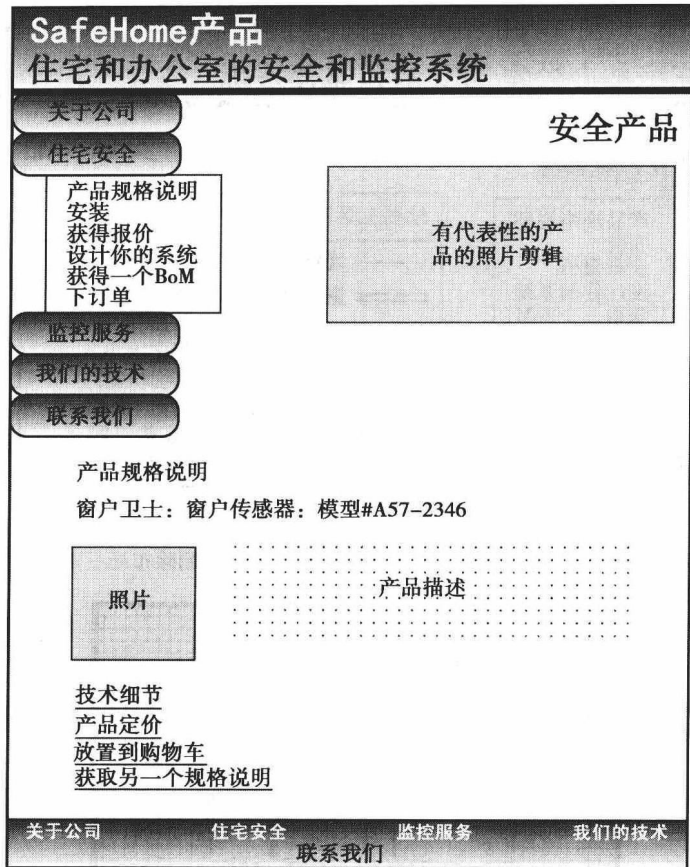 SafeHome产品
住宅和办公室的安全和监控系统
关于公司
安全产品
住宅安全
产品规格说明
安装
获得报价
设计你的系统
获得一个BoM
下订单
有代表性的产
品的照片剪辑
监控服务
我们的技术
联系我们
产品规格说明
窗户卫士：窗户传感器：模型#A57-2346
照片
产品描述
技术细节
产品定价
放置到购物车
获取另一个规格说明
关于公司 住宅安全 监控服务 我们的技术
联系我们